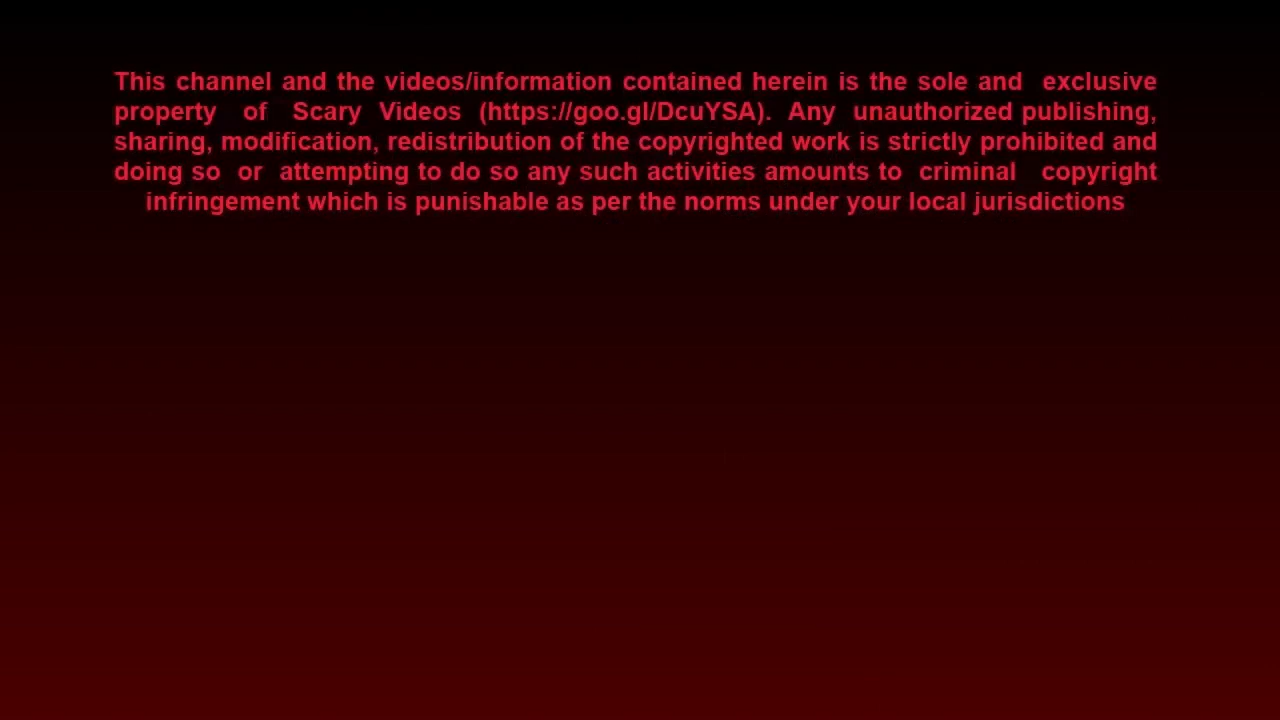 This channel and the videos/information contained herein is the sole and exclusive
property of Scary Videos (https://goo.gl/DcuYSA). Any unauthorized publishing,
sharing, modification, redistribution of the copyrighted work is strictly prohibited and
doing so or attempting to do so any such activities amounts to criminal copyright
infringement which is punishable as per the norms under your local jurisdictions